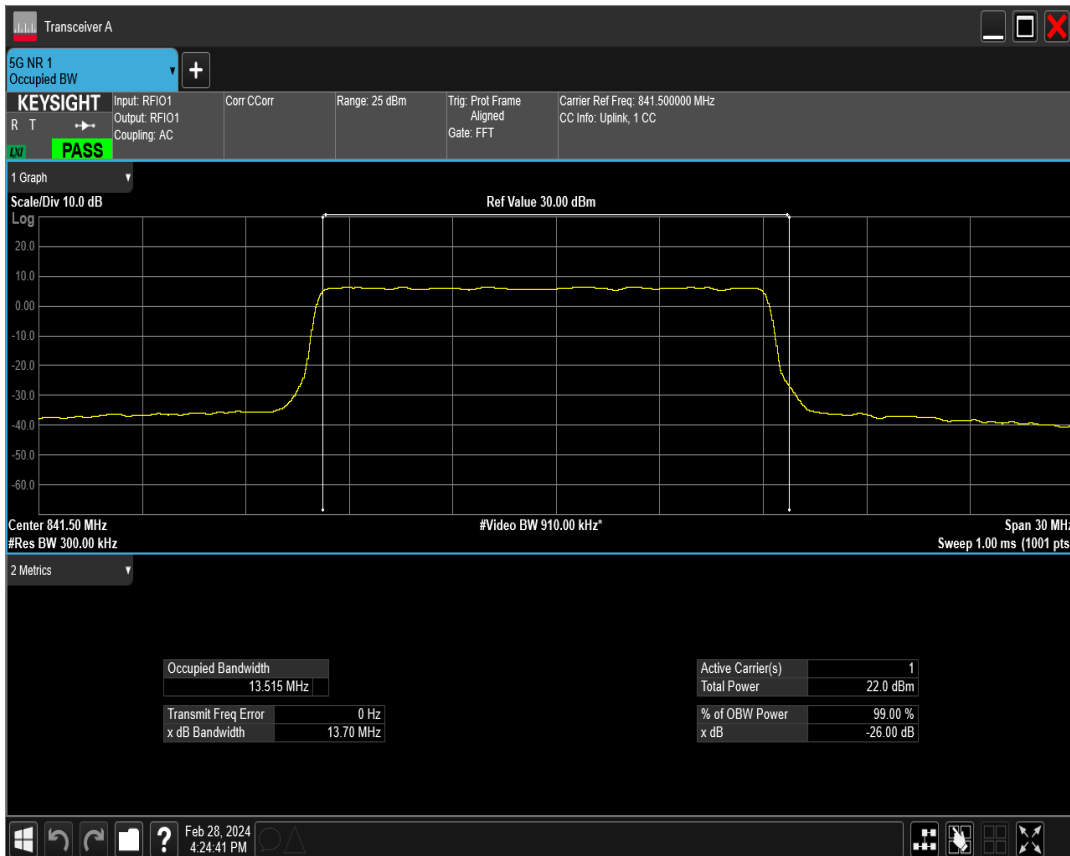 Transceiver A
5G NR 1
Occupied BW
KEYSIGHT
R T
LXI
PASS
Input: RFIO1
Output: RFIO1
Coupling: AC
Corr CCorr
Range: 25 dBm
Trig: Prot Frame
Aligned
Gate: FFT
Carrier Ref Freq: 841.500000 MHz
CC Info: Uplink, 1 CC
1 Graph
Scale/Div 10.0 dB
Ref Value 30.00 dBm
Log
20.0
10.0
0.00
-10.0
-20.0
-30.0
-40.0
-50.0
-60.0
Center 841.50 MHz
#Video BW 910.00 kHz*
Span 30 MHz
#Res BW 300.00 kHz
Sweep 1.00 ms (1001 pts
2 Metrics
Occupied Bandwidth
13.515 MHz
Transmit Freq Error 0 Hz
x dB Bandwidth 13.70 MHz
Active Carrier(s) 1
Total Power 22.0 dBm
% of OBW Power 99.00 %
x dB -26.00 dB
?
Feb 28, 2024
4:24:41 PM